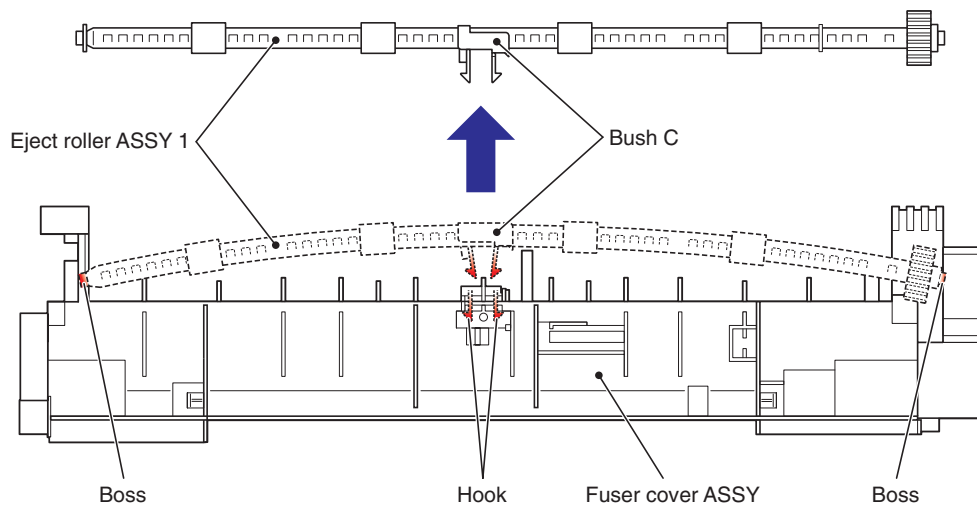 Eject roller ASSY 1
Bush C
Boss
Hook
Fuser cover ASSY
Boss